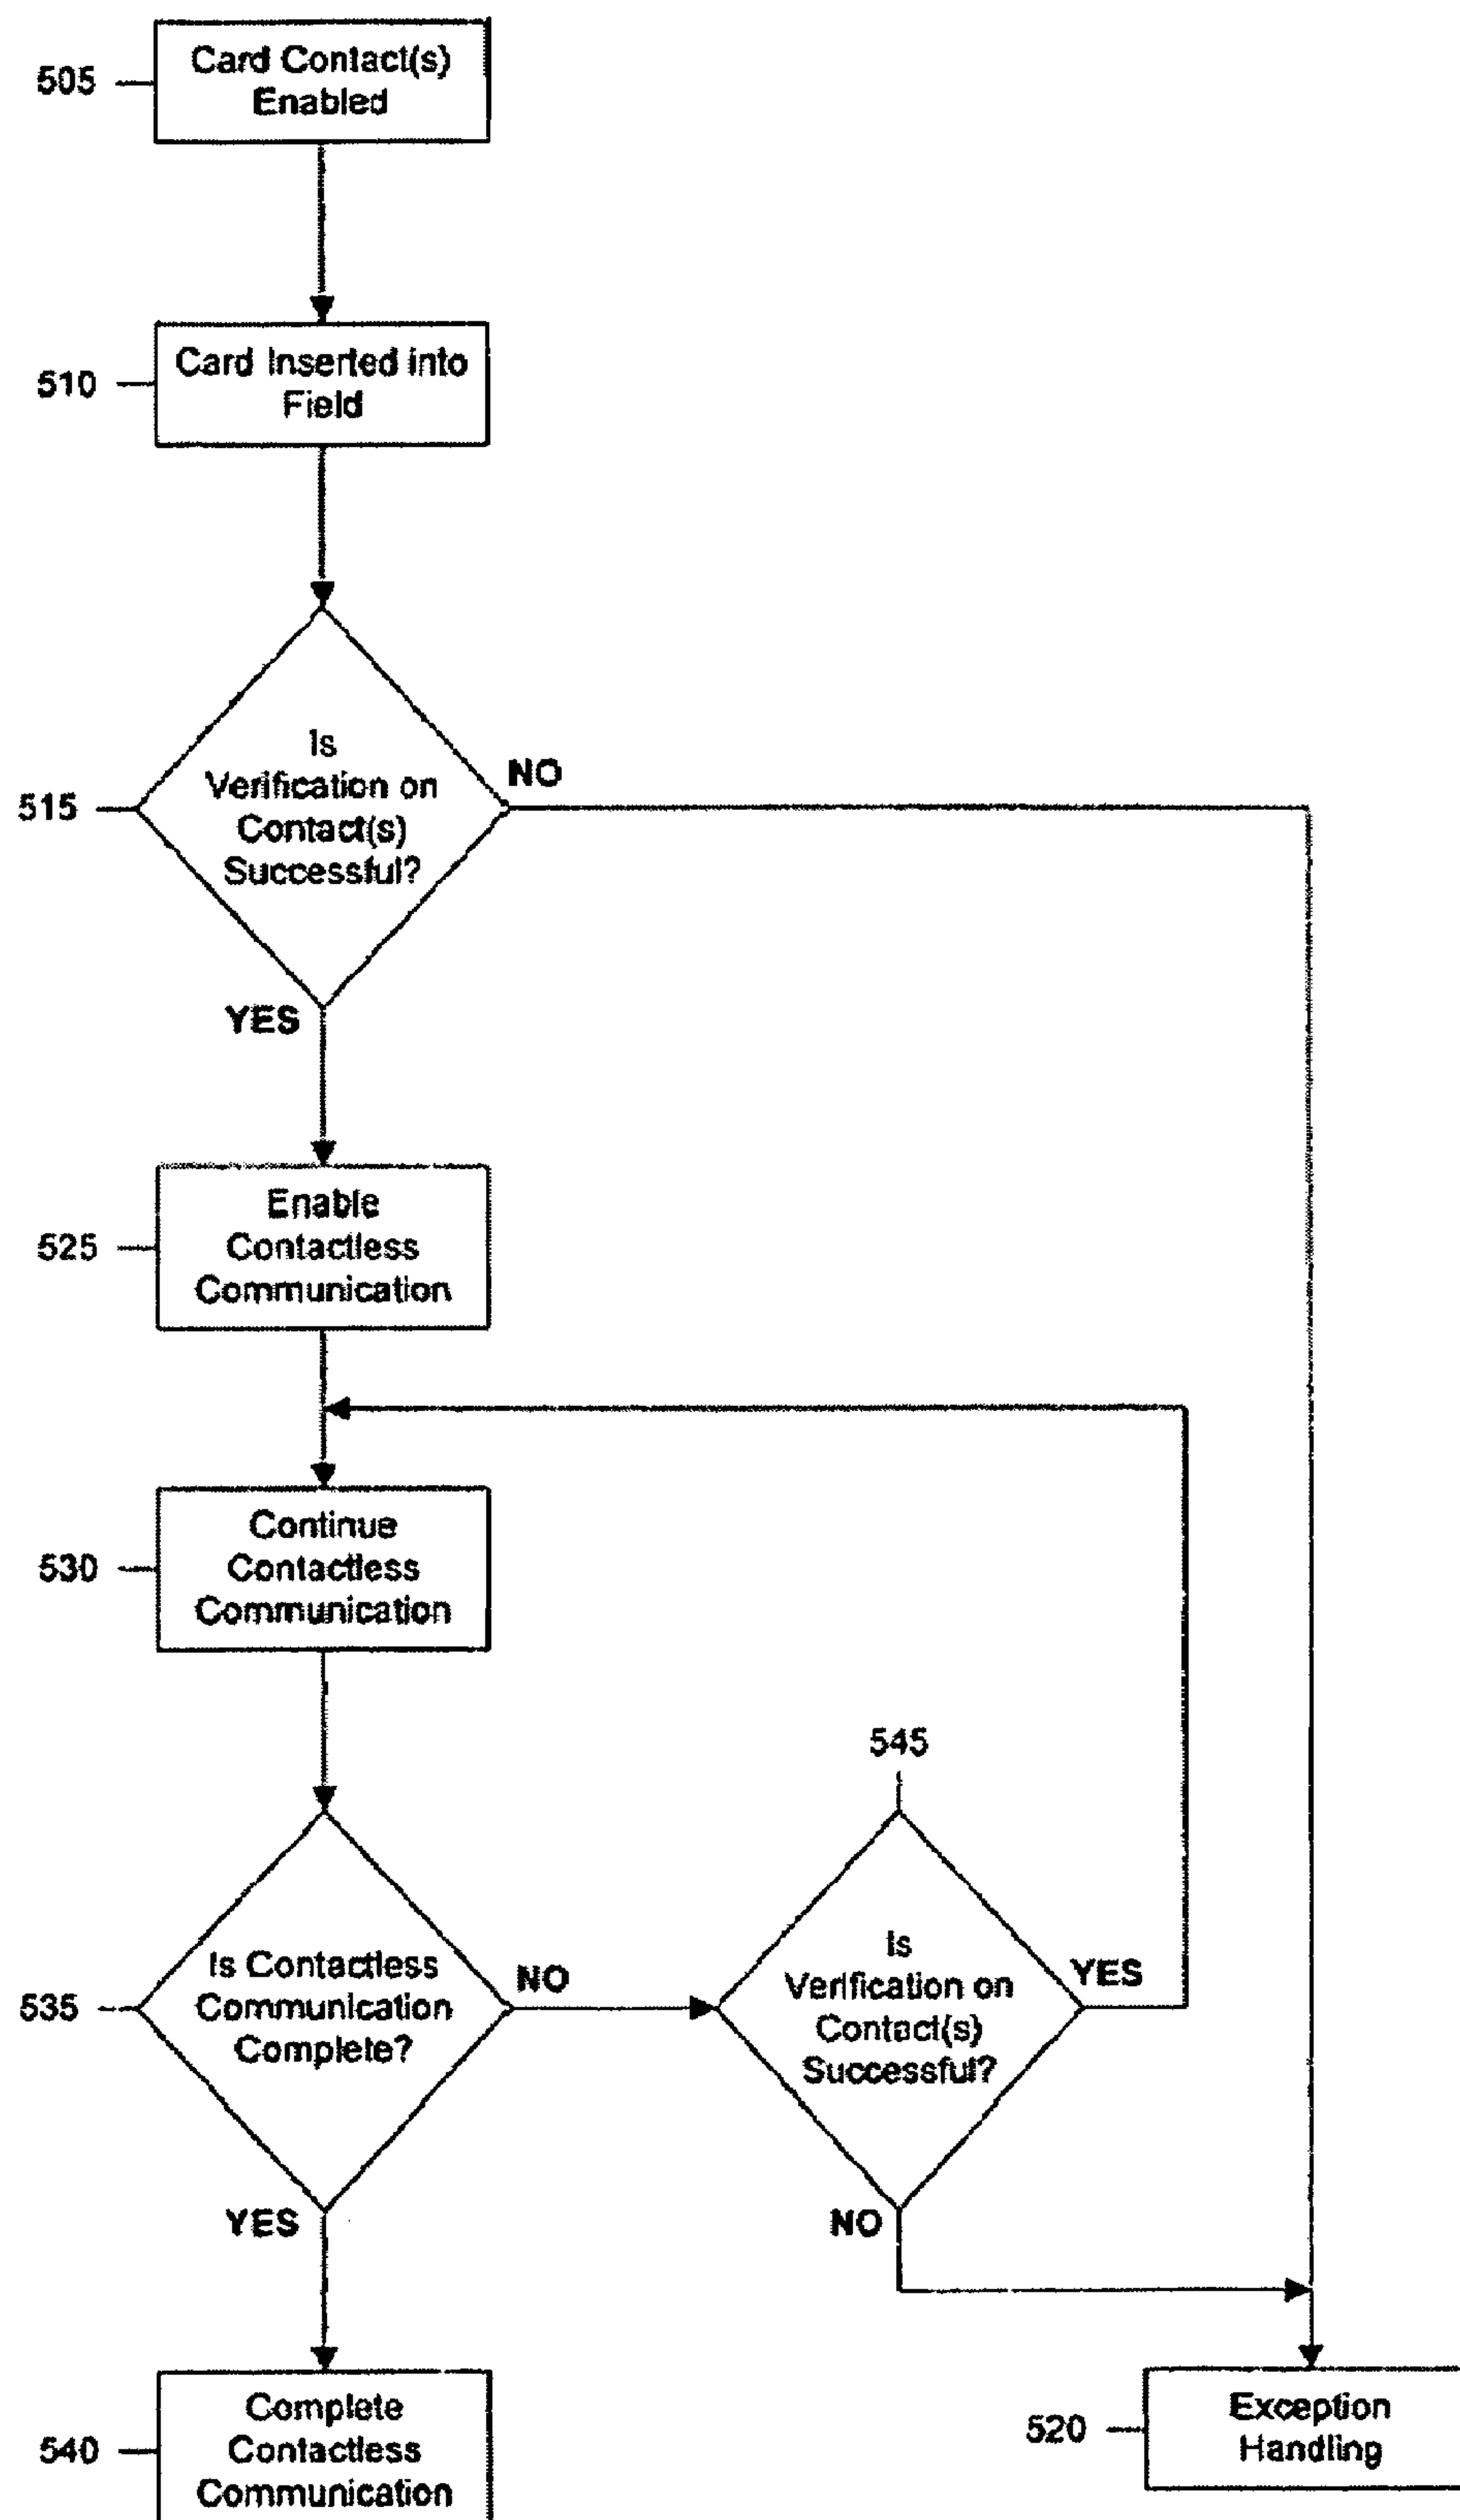 505
Card Contact(s)
Enabled
510
Card Inserted into
Field
515
Is
Verification on
Contact(s)
Successful?
NO
YES
525
Enable
Contactless
Communication
530
Continue
Contactless
Communication
535
Is Contactless
Communication
Complete?
NO
YES
545
Is
Verification on
Contact(s)
Successful?
YES
NO
540
Complete
Contactless
Communication
520
Exception
Handling